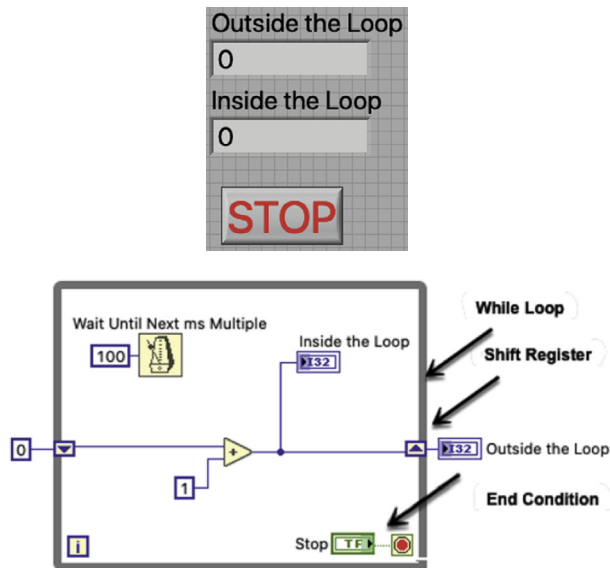 Outside the Loop
0
Inside the Loop
0
STOP
Wait Until Next ms Multiple
100
Inside the Loop
I32
While Loop
Shift Register
0
+
I32
Outside the Loop
1
End Condition
i
Stop
TF